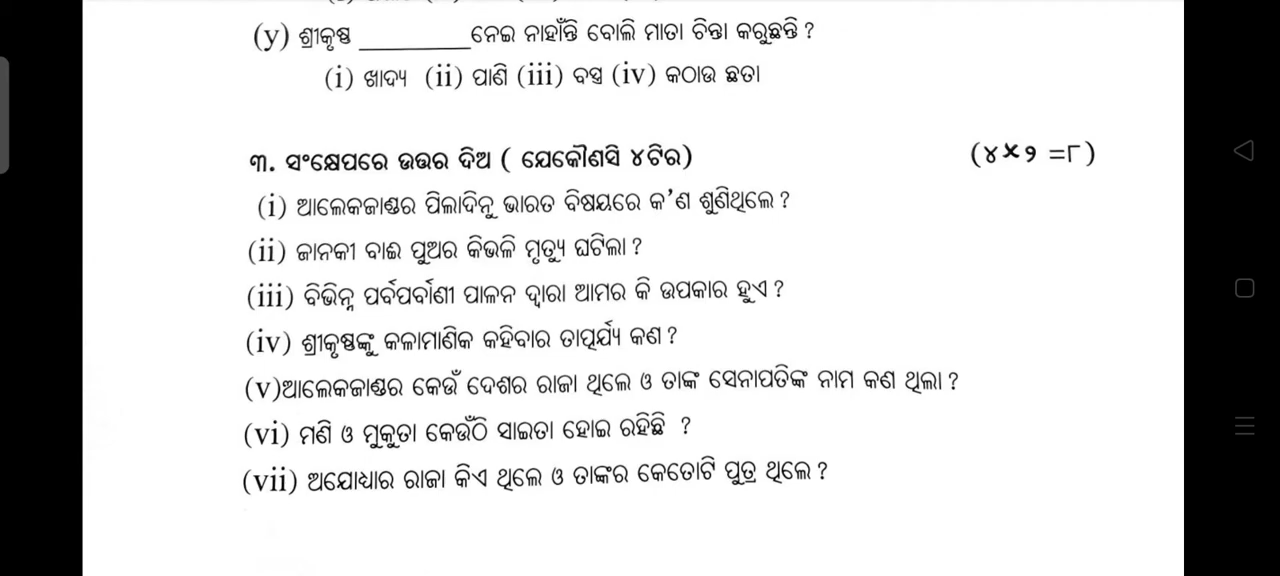 (y) ଶ୍ରୀକୃଷ୍ଣ __________ ନେଇ ନାହାଁନ୍ତି ବୋଲି ମାତା ଚିନ୍ତା କରୁଛନ୍ତି ?
(i) ଖାଦ୍ୟ (ii) ପାଣି (iii) ବସ୍ତ୍ର (iv) କଠାଉ ଛତା
୩. ସଂକ୍ଷେପରେ ଉତ୍ତର ଦିଅ ( ଯେକୌଣସି ୪ଟିର) (୪×୨ =୮)
(i) ଆଲେକଜାଣ୍ଡର ପିଲାଦିନୁ ଭାରତ ବିଷୟରେ କ'ଣ ଶୁଣିଥିଲେ ?
(ii) ଜାନକୀ ବାଈ ପୁଅର କିଭଳି ମୃତ୍ୟୁ ଘଟିଲା ?
(iii) ବିଭିନ୍ନ ପର୍ବପର୍ବାଣୀ ପାଳନ ଦ୍ୱାରା ଆମର କି ଉପକାର ହୁଏ ?
(iv) ଶ୍ରୀକୃଷ୍ଣଙ୍କୁ କଳାମାଣିକ କହିବାର ତାତ୍ପର୍ଯ୍ୟ କଣ ?
(v)ଆଲେକଜାଣ୍ଡର କେଉଁ ଦେଶର ରାଜା ଥିଲେ ଓ ତାଙ୍କ ସେନାପତିଙ୍କ ନାମ କଣ ଥିଲା ?
(vi) ମଣି ଓ ମୁକୁତା କେଉଁଠି ସାଇତା ହୋଇ ରହିଛି ?
(vii) ଅଯୋଧ୍ୟାର ରାଜା କିଏ ଥିଲେ ଓ ତାଙ୍କର କେତୋଟି ପୁତ୍ର ଥିଲେ ?